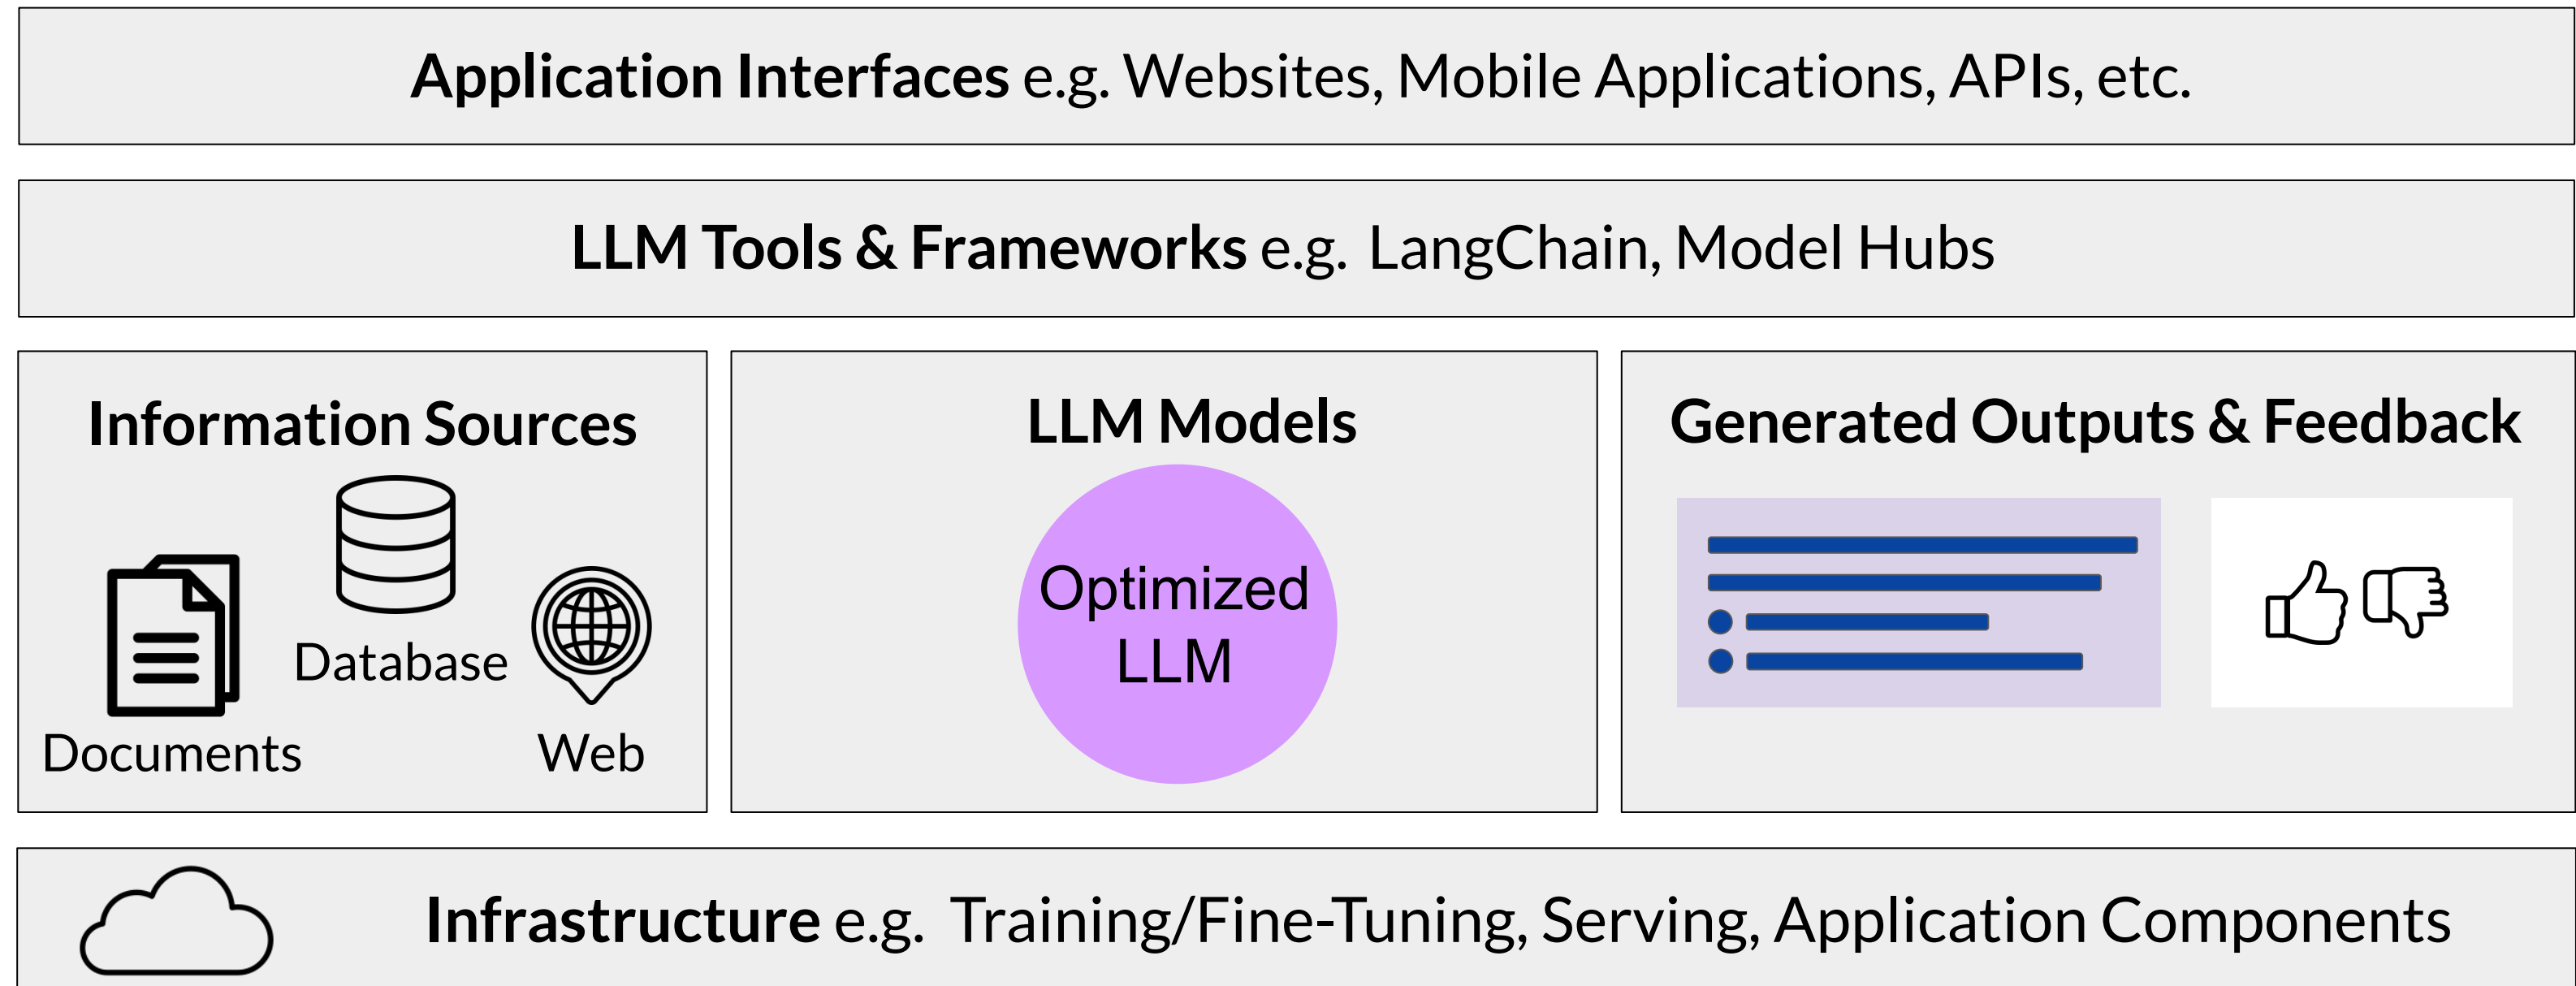 Application Interfaces e.g. Websites, Mobile Applications, APIs, etc.
LLM Tools & Frameworks e.g. LangChain, Model Hubs
Information Sources
Documents
Database
Web
LLM Models
Optimized
LLM
Generated Outputs & Feedback
Infrastructure e.g. Training/Fine-Tuning, Serving, Application Components